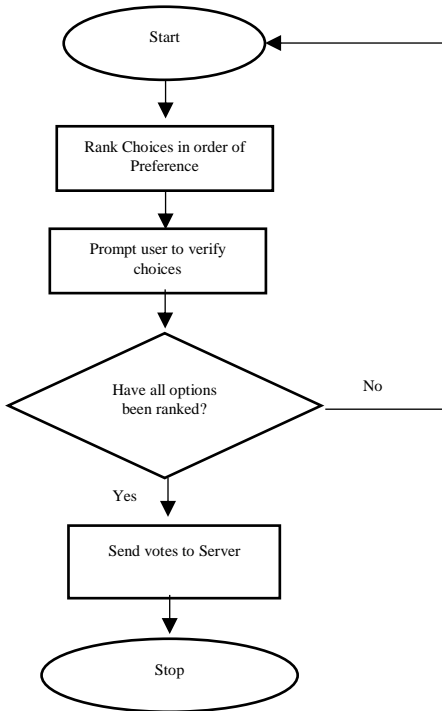 Start
Rank Choices in order of
Preference
Prompt user to verify
choices
Have all options
been ranked?
No
Yes
Send votes to Server
Stop